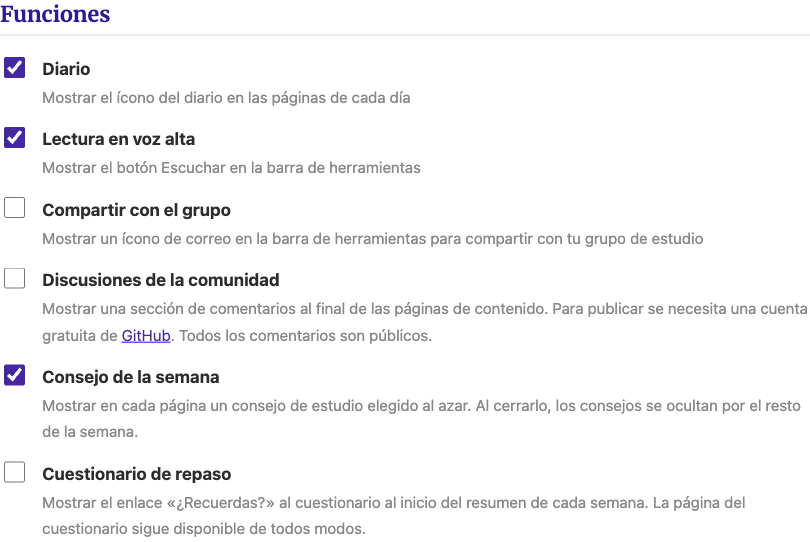 Funciones
Diario
Mostrar el ícono del diario en las páginas de cada día
Lectura en voz alta
Mostrar el botón Escuchar en la barra de herramientas
Compartir con el grupo
Mostrar un ícono de correo en la barra de herramientas para compartir con tu grupo de estudio
Discusiones de la comunidad
Mostrar una sección de comentarios al final de las páginas de contenido. Para publicar se necesita una cuenta
gratuita de GitHub. Todos los comentarios son públicos.
Consejo de la semana
Mostrar en cada página un consejo de estudio elegido al azar. Al cerrarlo, los consejos se ocultan por el resto
de la semana.
Cuestionario de repaso
Mostrar el enlace «¿Recuerdas?» al cuestionario al inicio del resumen de cada semana. La página del
cuestionario sigue disponible de todos modos.